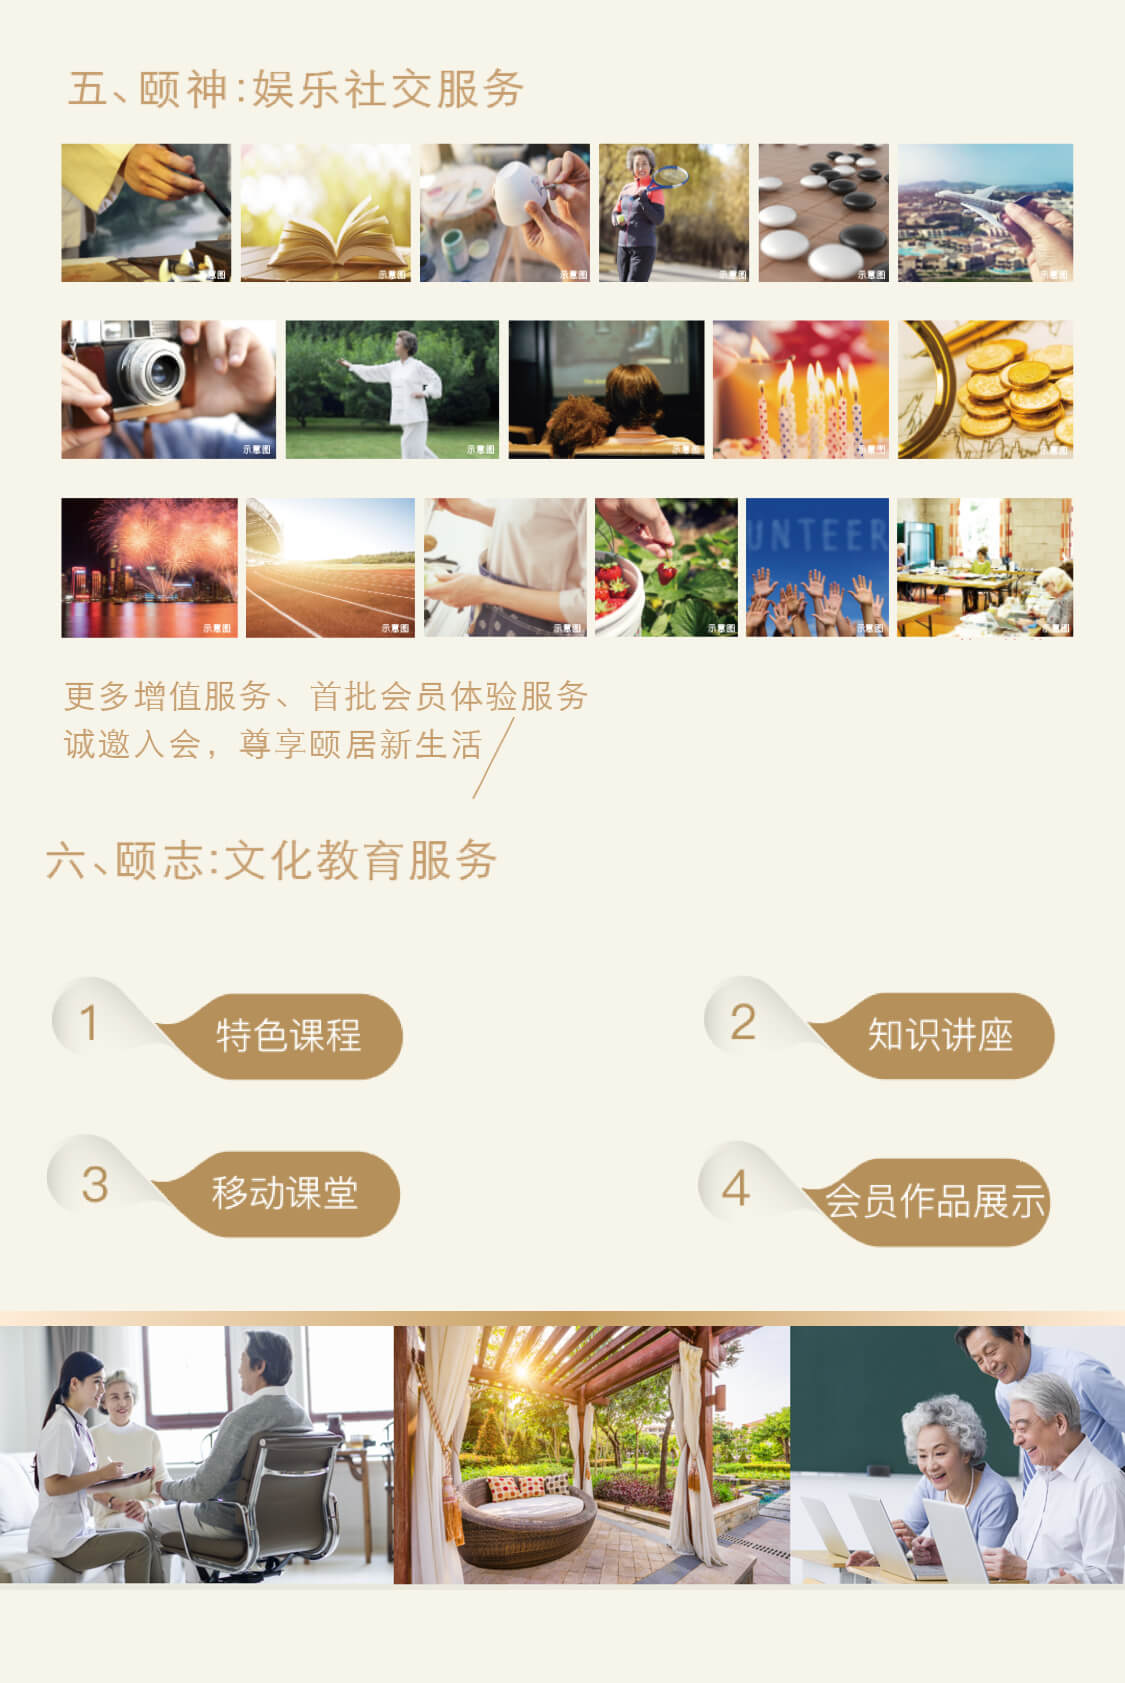 五、颐神:娱乐社交服务
示意图 示意图 示意图 示意图 示意图 示意图
示意图 示意图 示意图 示意图 示意图
UNTEER
示意图 示意图 示意图 示意图 示意图 示意图
更多增值服务、首批会员体验服务
诚邀入会，尊享颐居新生活
六、颐志:文化教育服务
1 特色课程
2 知识讲座
3 移动课堂
4 会员作品展示